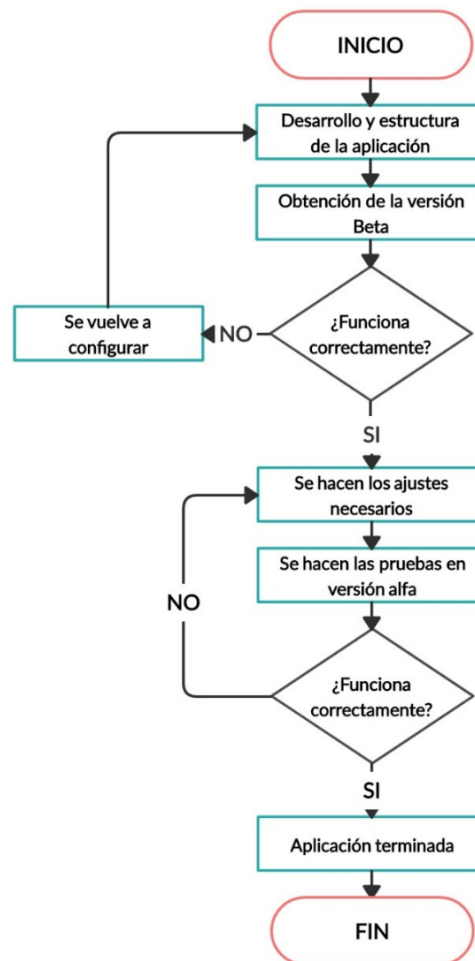 INICIO
Desarrollo y estructura
de la aplicación
Obtención de la versión
Beta
¿Funciona
correctamente?
NO
Se vuelve a
configurar
SI
Se hacen los ajustes
necesarios
Se hacen las pruebas en
versión alfa
NO
¿Funciona
correctamente?
SI
Aplicación terminada
FIN